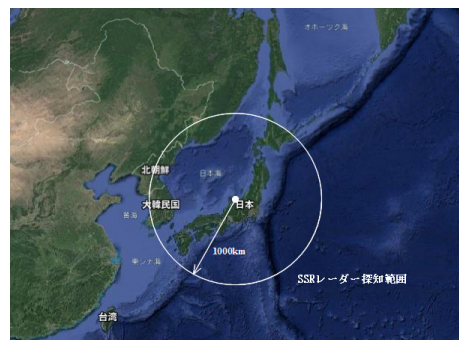 オホーツク海
北朝鮮
日本海
大韓民国
日本
黄海
1000km
東シナ海
SSRレーダー探知範囲
台湾